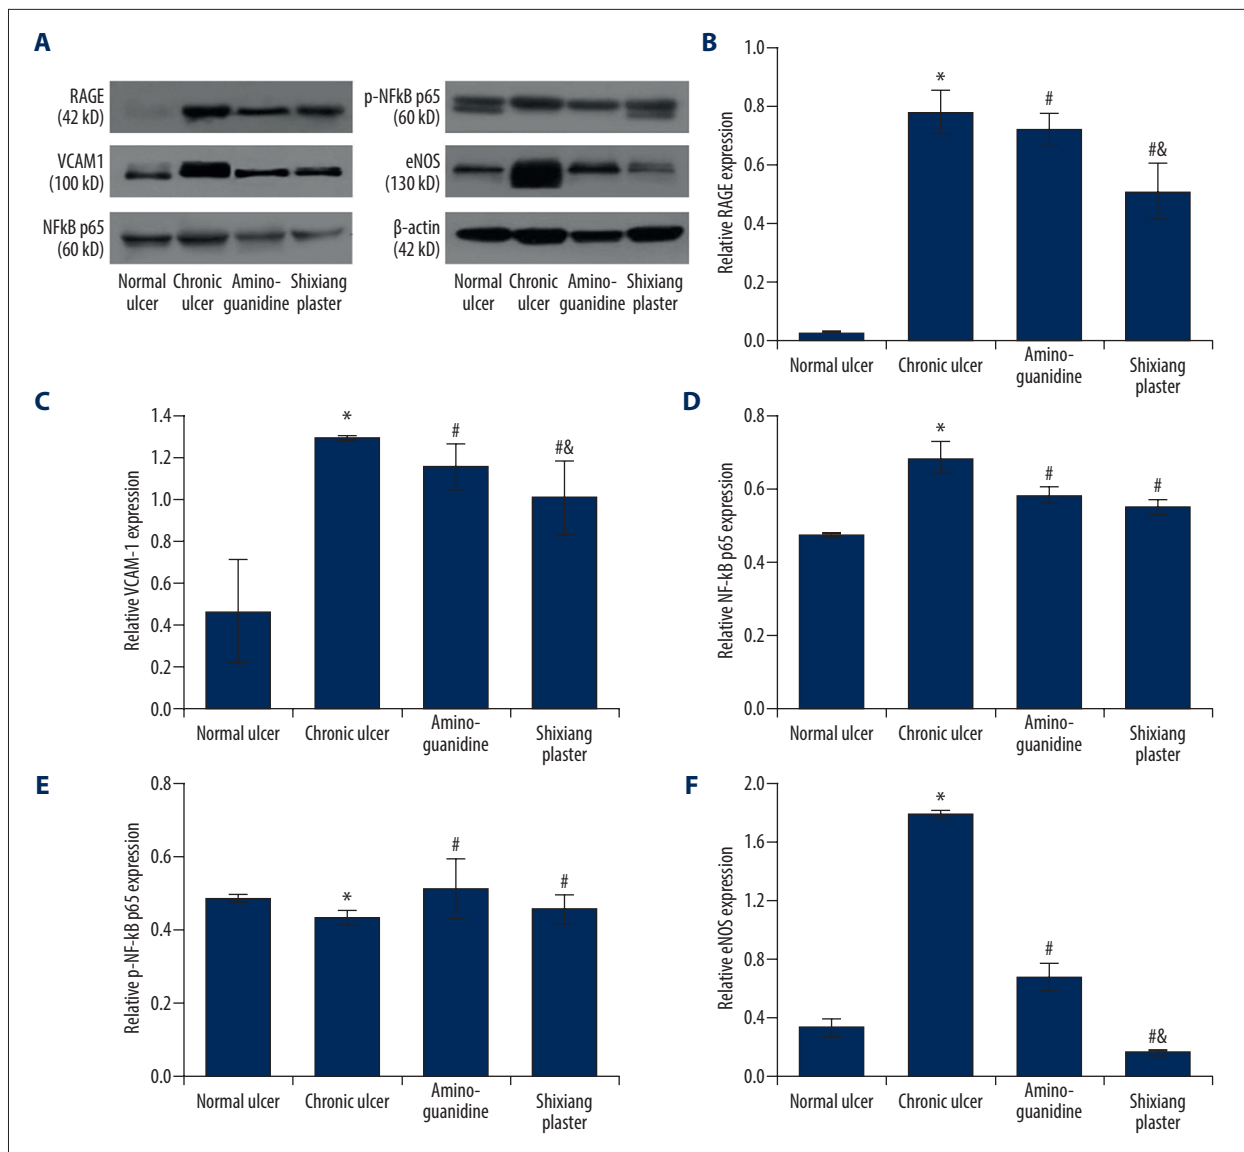 A
RAGE
(42 kD)
VCAM1
(100 kD)
NFkB p65
(60 kD)
Normal ulcer
Chronic ulcer
Amino-guanidine
Shixiang plaster
p-NFkB p65
(60 kD)
eNOS
(130 kD)
β-actin
(42 kD)
Normal ulcer
Chronic ulcer
Amino-guanidine
Shixiang plaster
B
Relative RAGE expression
1.0
0.8
0.6
0.4
0.2
0.0
*
#
#&
Normal ulcer
Chronic ulcer
Amino-
guanidine
Shixiang
plaster
C
Relative VCAM-1 expression
1.4
1.2
1.0
0.8
0.6
0.4
0.2
0.0
*
#
#&
Normal ulcer
Chronic ulcer
Amino-
guanidine
Shixiang
plaster
D
Relative NF-kB p65 expression
0.8
0.6
0.4
0.2
0.0
*
#
#
Normal ulcer
Chronic ulcer
Amino-
guanidine
Shixiang
plaster
E
Relative p-NF-kB p65 expression
0.8
0.6
0.4
0.2
0.0
*
#
#
Normal ulcer
Chronic ulcer
Amino-
guanidine
Shixiang
plaster
F
Relative eNOS expression
2.0
1.6
1.2
0.8
0.4
0.0
*
#
#&
Normal ulcer
Chronic ulcer
Amino-
guanidine
Shixiang
plaster